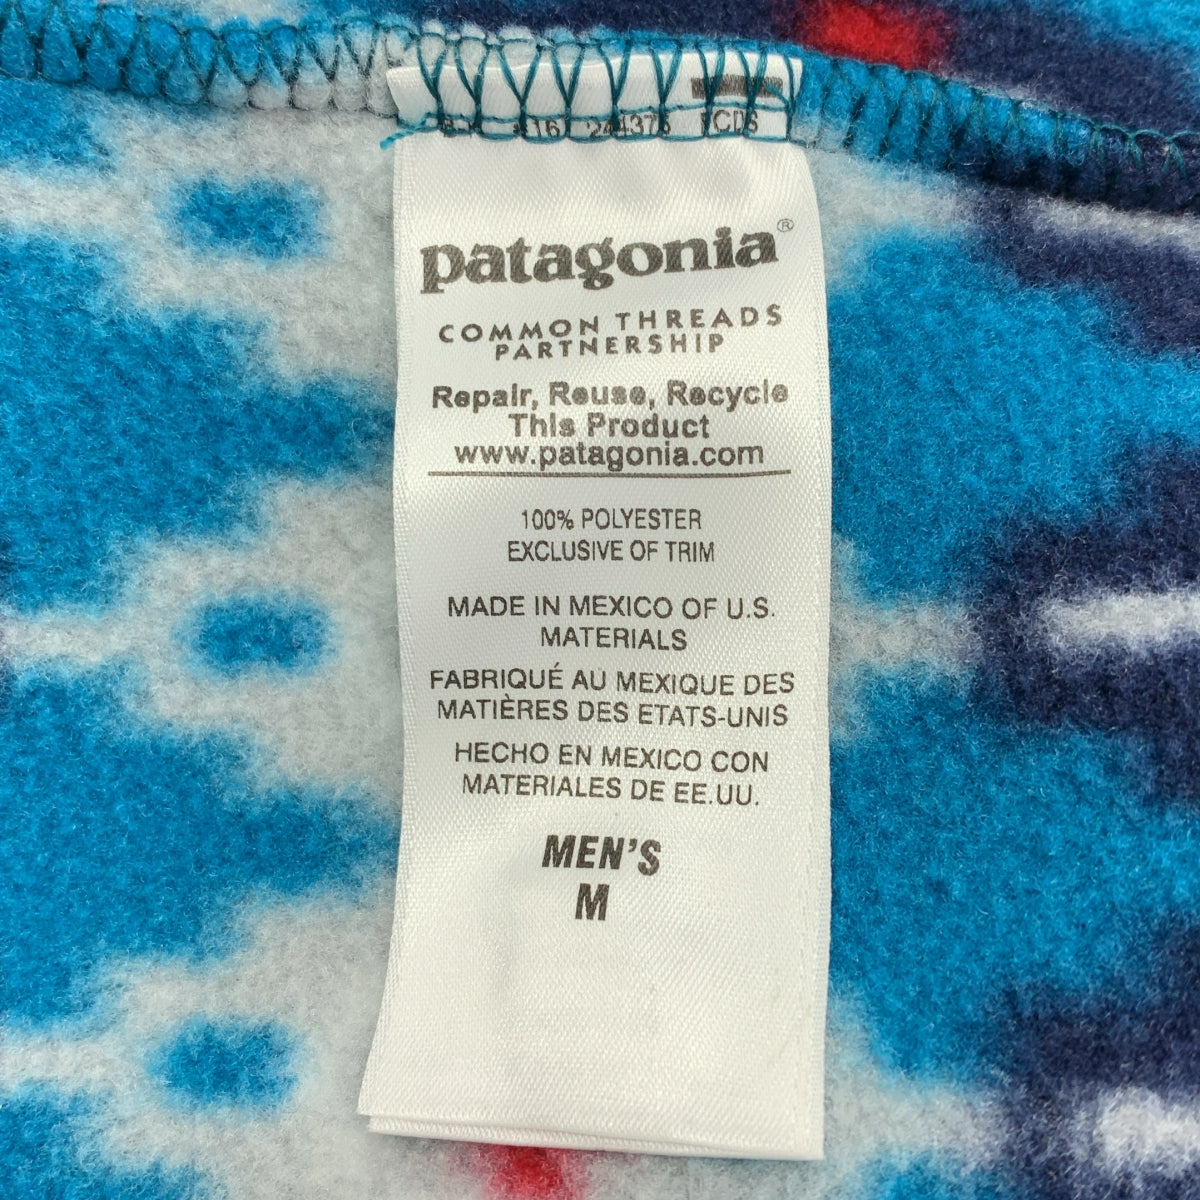 patagonia®
COMMON THREADS
PARTNERSHIP
Repair, Reuse, Recycle
This Product
www.patagonia.com
100% POLYESTER
EXCLUSIVE OF TRIM
MADE IN MEXICO OF U.S.
MATERIALS
FABRIQUÉ AU MEXIQUE DES
MATIÈRES DES ETATS-UNIS
HECHO EN MEXICO CON
MATERIALES DE EE.UU.
MEN'S
M